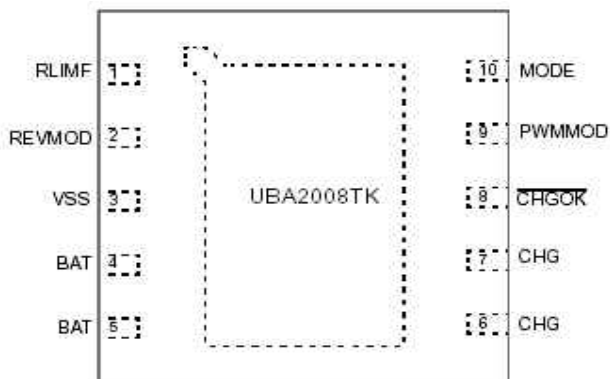 RLIMF 1 10 MODE
REVMOD 2 9 PWMMOD
VSS 3 UBA2008TK 8 CHGOK
BAT 4 7 CHG
BAT 5 6 CHG